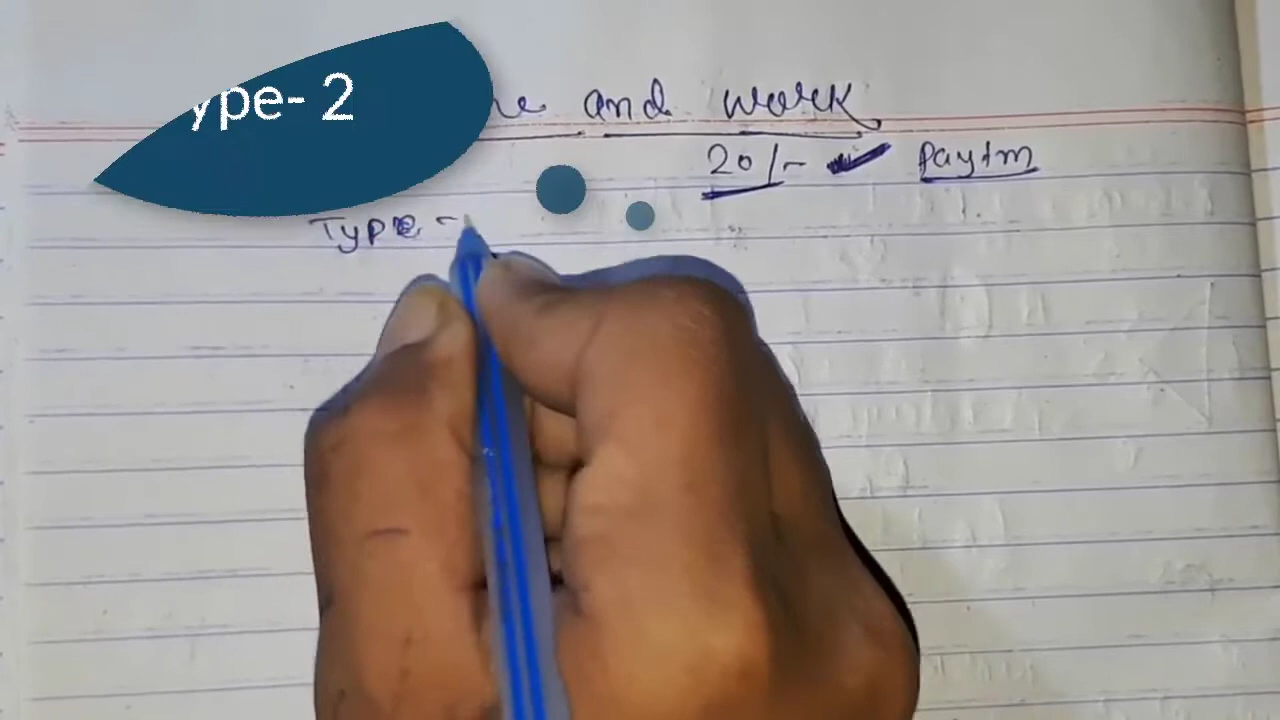 ype- 2
and work
20/- Paytm
Type -